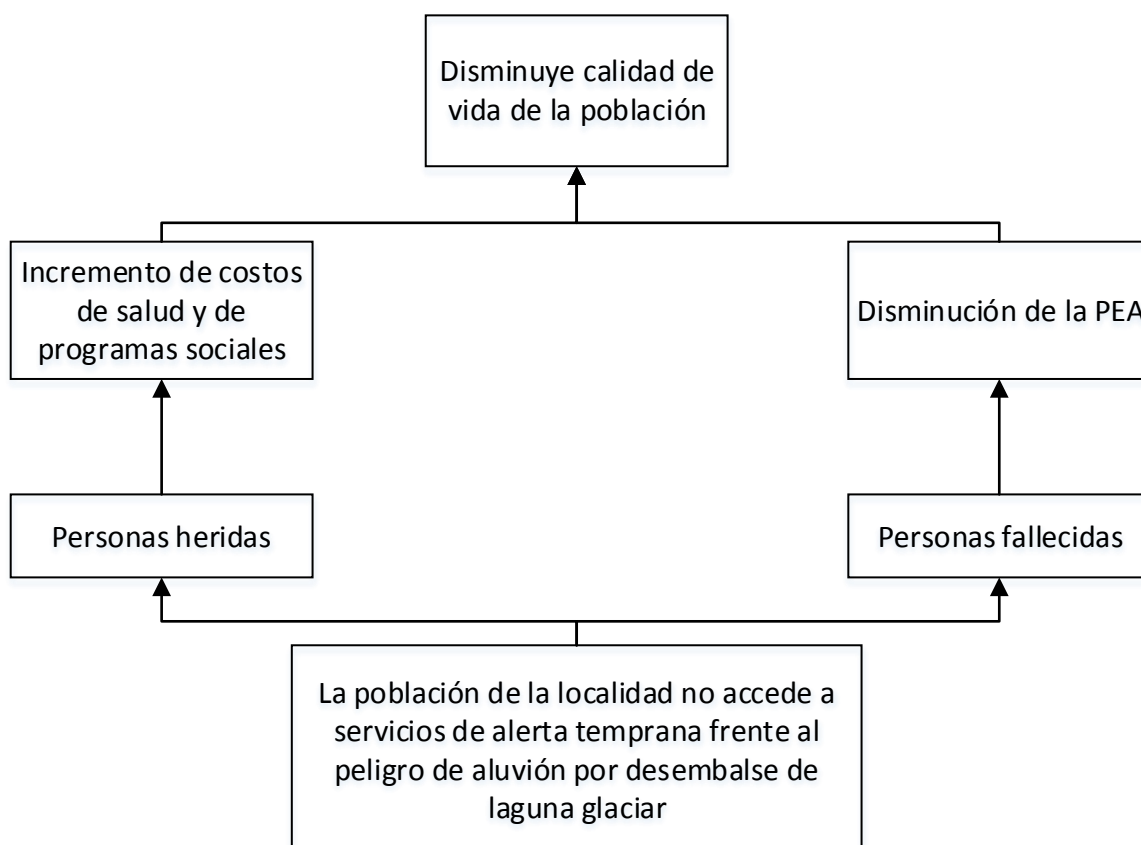 Disminuye calidad de
vida de la población
Incremento de costos
de salud y de
programas sociales
Disminución de la PEA
Personas heridas
Personas fallecidas
La población de la localidad no accede a
servicios de alerta temprana frente al
peligro de aluvión por desembalse de
laguna glaciar